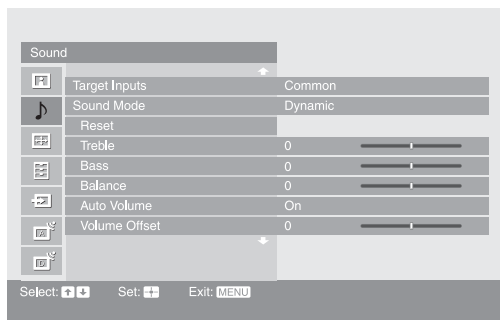 Sound
Target Inputs Common
Sound Mode Dynamic
Reset
Treble 0
Bass 0
Balance 0
Auto Volume On
Volume Offset 0
Select: Set: Exit: MENU